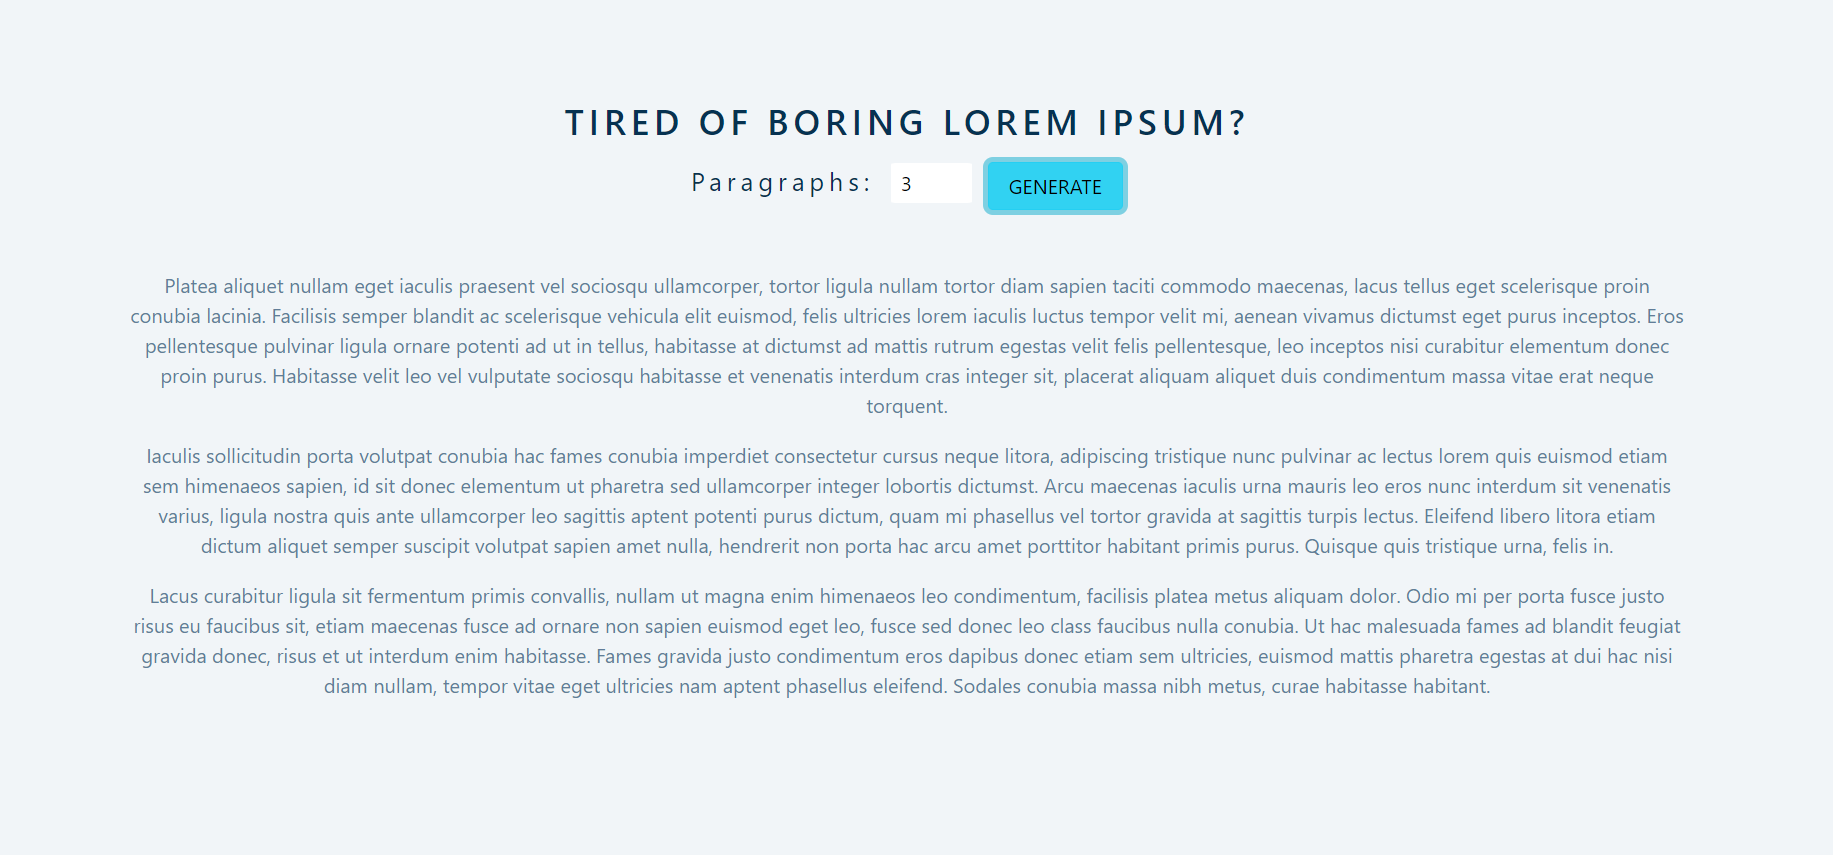 TIRED OF BORING LOREM IPSUM?
Paragraphs: 3 GENERATE
Platea aliquet nullam eget iaculis praesent vel sociosqu ullamcorper, tortor ligula nullam tortor diam sapien taciti commodo maecenas, lacus tellus eget scelerisque proin
conubia lacinia. Facilisis semper blandit ac scelerisque vehicula elit euismod, felis ultricies lorem iaculis luctus tempor velit mi, aenean vivamus dictumst eget purus inceptos. Eros
pellentesque pulvinar ligula ornare potenti ad ut in tellus, habitasse at dictumst ad mattis rutrum egestas velit felis pellentesque, leo inceptos nisi curabitur elementum donec
proin purus. Habitasse velit leo vel vulputate sociosqu habitasse et venenatis interdum cras integer sit, placerat aliquam aliquet duis condimentum massa vitae erat neque
torquent.
Iaculis sollicitudin porta volutpat conubia hac fames conubia imperdiet consectetur cursus neque litora, adipiscing tristique nunc pulvinar ac lectus lorem quis euismod etiam
sem himenaeos sapien, id sit donec elementum ut pharetra sed ullamcorper integer lobortis dictumst. Arcu maecenas iaculis urna mauris leo eros nunc interdum sit venenatis
varius, ligula nostra quis ante ullamcorper leo sagittis aptent potenti purus dictum, quam mi phasellus vel tortor gravida at sagittis turpis lectus. Eleifend libero litora etiam
dictum aliquet semper suscipit volutpat sapien amet nulla, hendrerit non porta hac arcu amet porttitor habitant primis purus. Quisque quis tristique urna, felis in.
Lacus curabitur ligula sit fermentum primis convallis, nullam ut magna enim himenaeos leo condimentum, facilisis platea metus aliquam dolor. Odio mi per porta fusce justo
risus eu faucibus sit, etiam maecenas fusce ad ornare non sapien euismod eget leo, fusce sed donec leo class faucibus nulla conubia. Ut hac malesuada fames ad blandit feugiat
gravida donec, risus et ut interdum enim habitasse. Fames gravida justo condimentum eros dapibus donec etiam sem ultricies, euismod mattis pharetra egestas at dui hac nisi
diam nullam, tempor vitae eget ultricies nam aptent phasellus eleifend. Sodales conubia massa nibh metus, curae habitasse habitant.